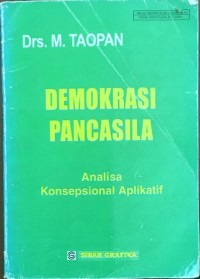 Drs. M. TAOPAN
DEMOKRASI
PANCASILA
Analisa
Konsepsional Aplikatif
SINAR GRAFIKA